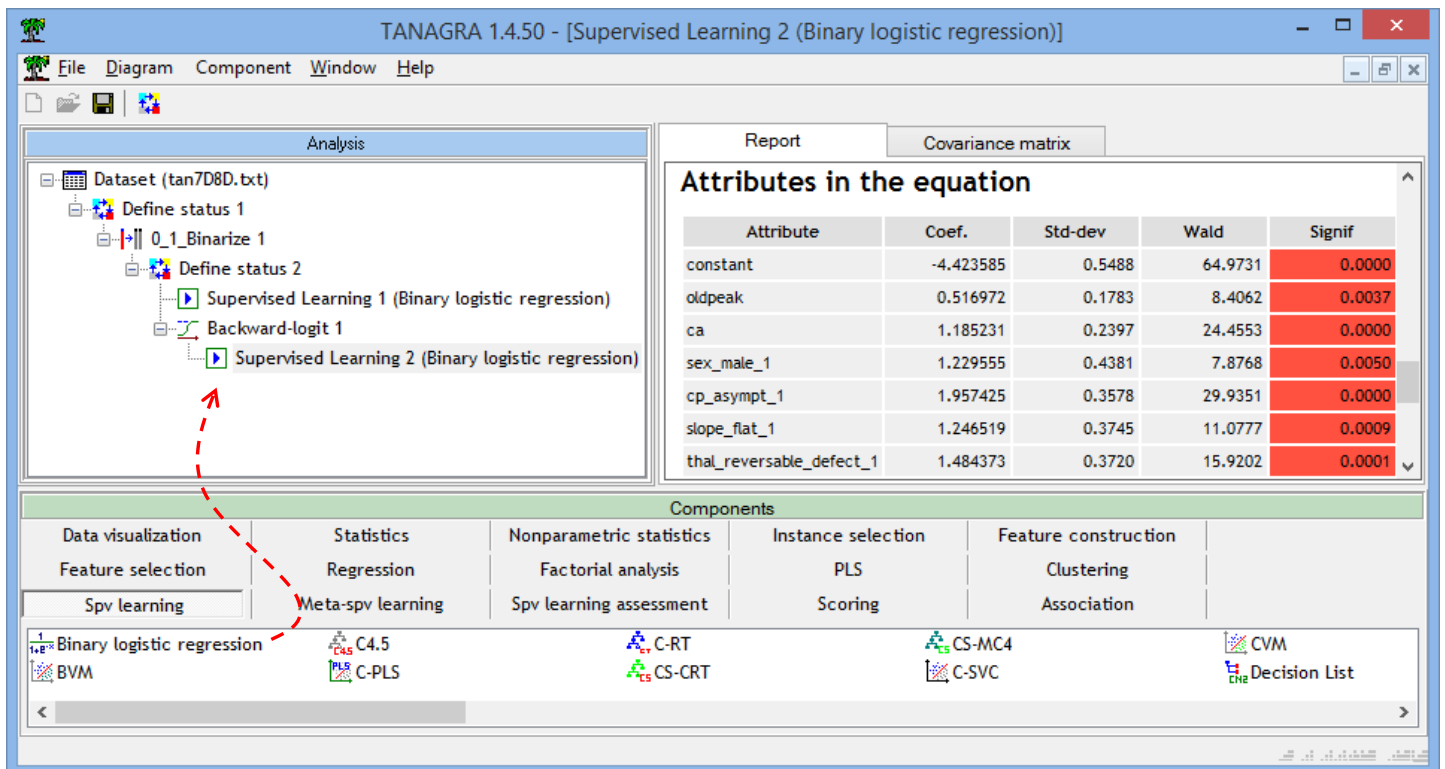 TANAGRA 1.4.50 - [Supervised Learning 2 (Binary logistic regression)]
File Diagram Component Window Help
Analysis
Dataset (tan7D8D.txt)
Define status 1
0_1_Binarize 1
Define status 2
Supervised Learning 1 (Binary logistic regression)
Backward-logit 1
Supervised Learning 2 (Binary logistic regression)
Report Covariance matrix
Attributes in the equation
Attribute Coef. Std-dev Wald Signif
constant -4.423585 0.5488 64.9731 0.0000
oldpeak 0.516972 0.1783 8.4062 0.0037
ca 1.185231 0.2397 24.4553 0.0000
sex_male_1 1.229555 0.4381 7.8768 0.0050
cp_asympt_1 1.957425 0.3578 29.9351 0.0000
slope_flat_1 1.246519 0.3745 11.0777 0.0009
thal_reversable_defect_1 1.484373 0.3720 15.9202 0.0001
Components
Data visualization Statistics Nonparametric statistics Instance selection Feature construction
Feature selection Regression Factorial analysis PLS Clustering
Spv learning Meta-spv learning Spv learning assessment Scoring Association
Binary logistic regression C4.5 C-RT CS-MC4 CVM
BVM C-PLS CS-CRT C-SVC Decision List